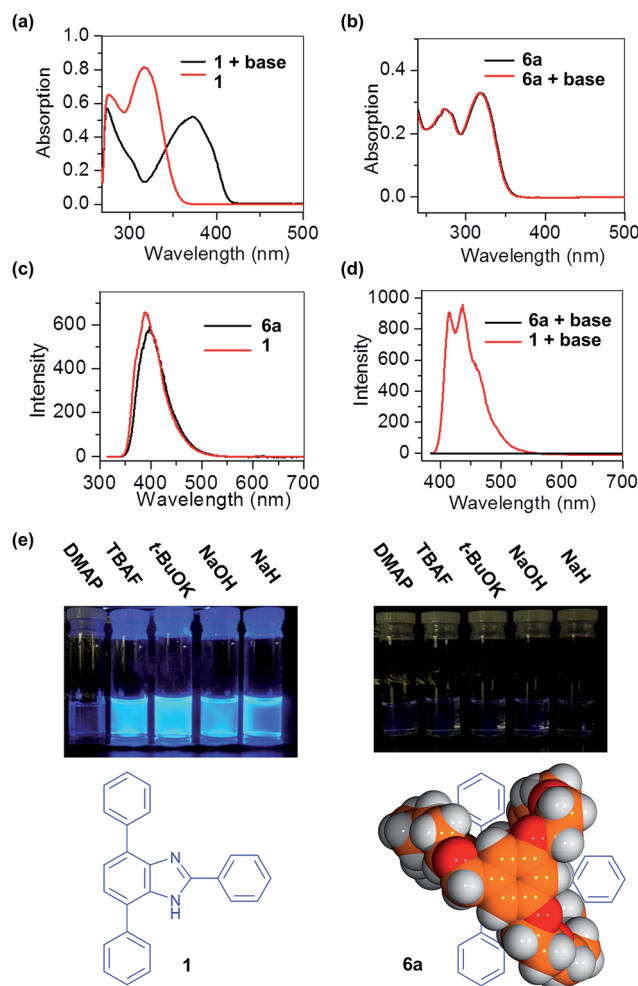 (a)
1 + base
1
Absorption
1.0
0.8
0.6
0.4
0.2
0.0
300 400 500
Wavelength (nm)
(b)
6a
6a + base
Absorption
0.4
0.2
0.0
300 400 500
Wavelength (nm)
(c)
6a
1
Intensity
600
400
200
0
300 400 500 600 700
Wavelength (nm)
(d)
6a + base
1 + base
Intensity
1000
800
600
400
200
0
400 500 600 700
Wavelength (nm)
(e)
DMAP TBAF t-BuOK NaOH NaH
DMAP TBAF t-BuOK NaOH NaH
N
N
H
1
6a